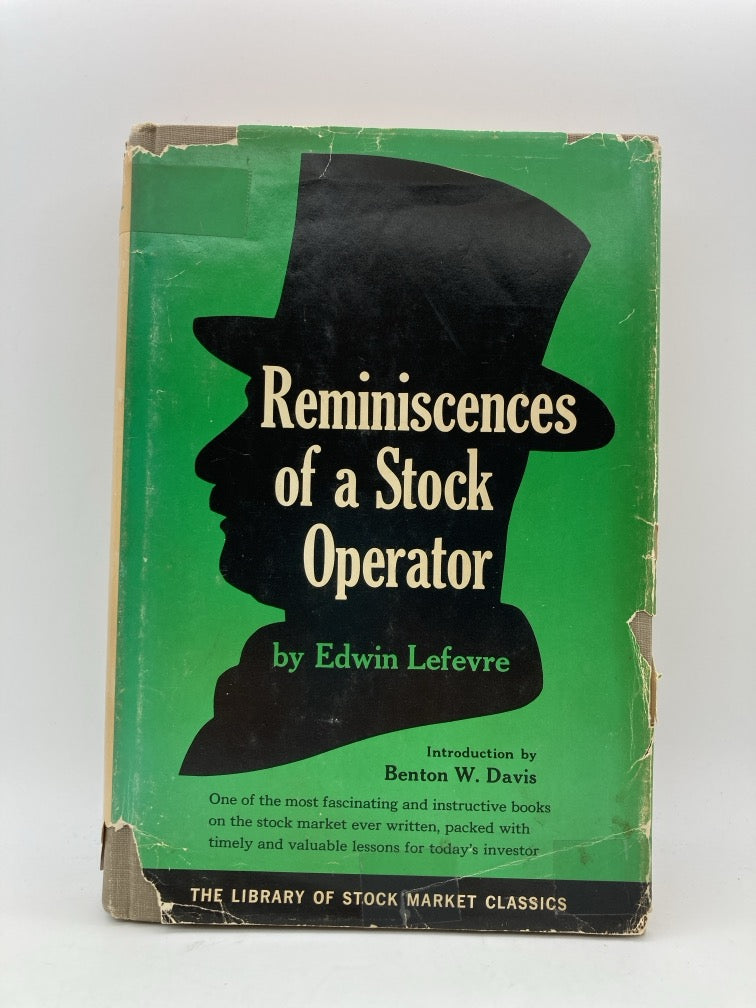 Reminiscences
of a Stock
Operator
by Edwin Lefevre
Introduction by
Benton W. Davis
One of the most fascinating and instructive books
on the stock market ever written, packed with
timely and valuable lessons for today's investor
THE LIBRARY OF STOCK MARKET CLASSICS